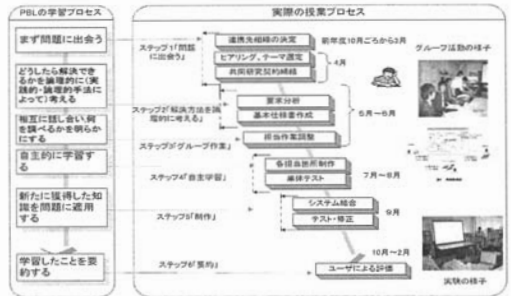 PBLの学習プロセス
まず問題に出会う
どうしたら解決でき
るかを論理的に(実
践的・論理的手法に
よって)考える
相互に話し合い、何
を調べるかを明らか
にする
自主的に学習す
る
新たに獲得した知
識を問題に適用
する
学習したことを要
約する
実際の授業プロセス
ステップ1「問題
に出会う」
連携先組織の決定
前年度10月ごろから3月
ヒアリング、テーマ選定
共同研究契約締結
4月
ステップ2「解決方法を論
理的に考える」
要求分析
基本仕様書作成
5月〜6月
ステップ3「グループ作業」
担当作業調整
ステップ4「自主学習」
各担当箇所制作
単体テスト
7月〜8月
ステップ5「制作」
システム結合
テスト・修正
9月
ステップ6「要約」
10月〜2月
ユーザによる評価
グループ活動の様子
実験の様子